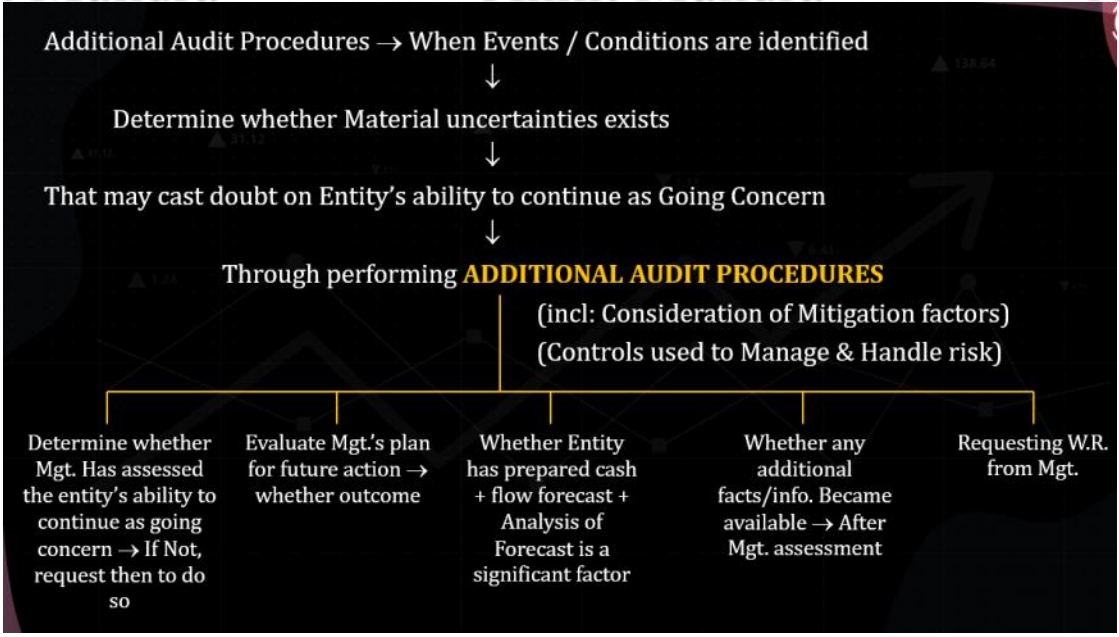 Additional Audit Procedures → When Events / Conditions are identified
↓
Determine whether Material uncertainties exists
↓
That may cast doubt on Entity's ability to continue as Going Concern
↓
Through performing ADDITIONAL AUDIT PROCEDURES
(incl: Consideration of Mitigation factors)
(Controls used to Manage & Handle risk)
Determine whether
Mgt. Has assessed
the entity's ability to
continue as going
concern → If Not,
request then to do
so
Evaluate Mgt.'s plan
for future action →
whether outcome
Whether Entity
has prepared cash
+ flow forecast +
Analysis of
Forecast is a
significant factor
Whether any
additional
facts/info. Became
available → After
Mgt. assessment
Requesting W.R.
from Mgt.
138.64
31.12